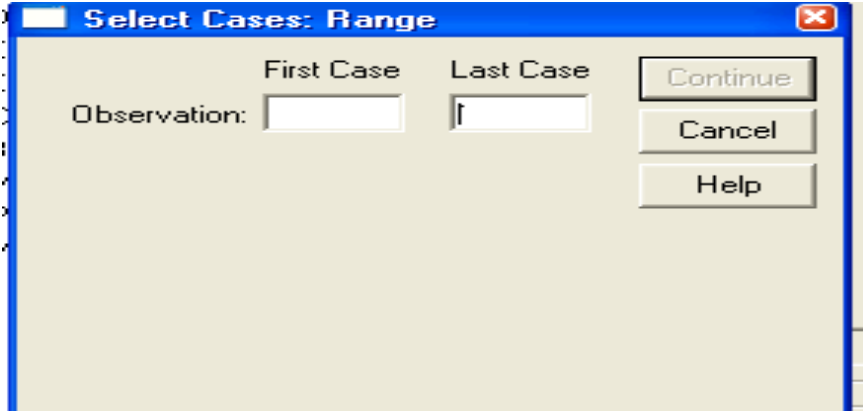 Select Cases: Range
First Case Last Case
Observation:
Continue
Cancel
Help